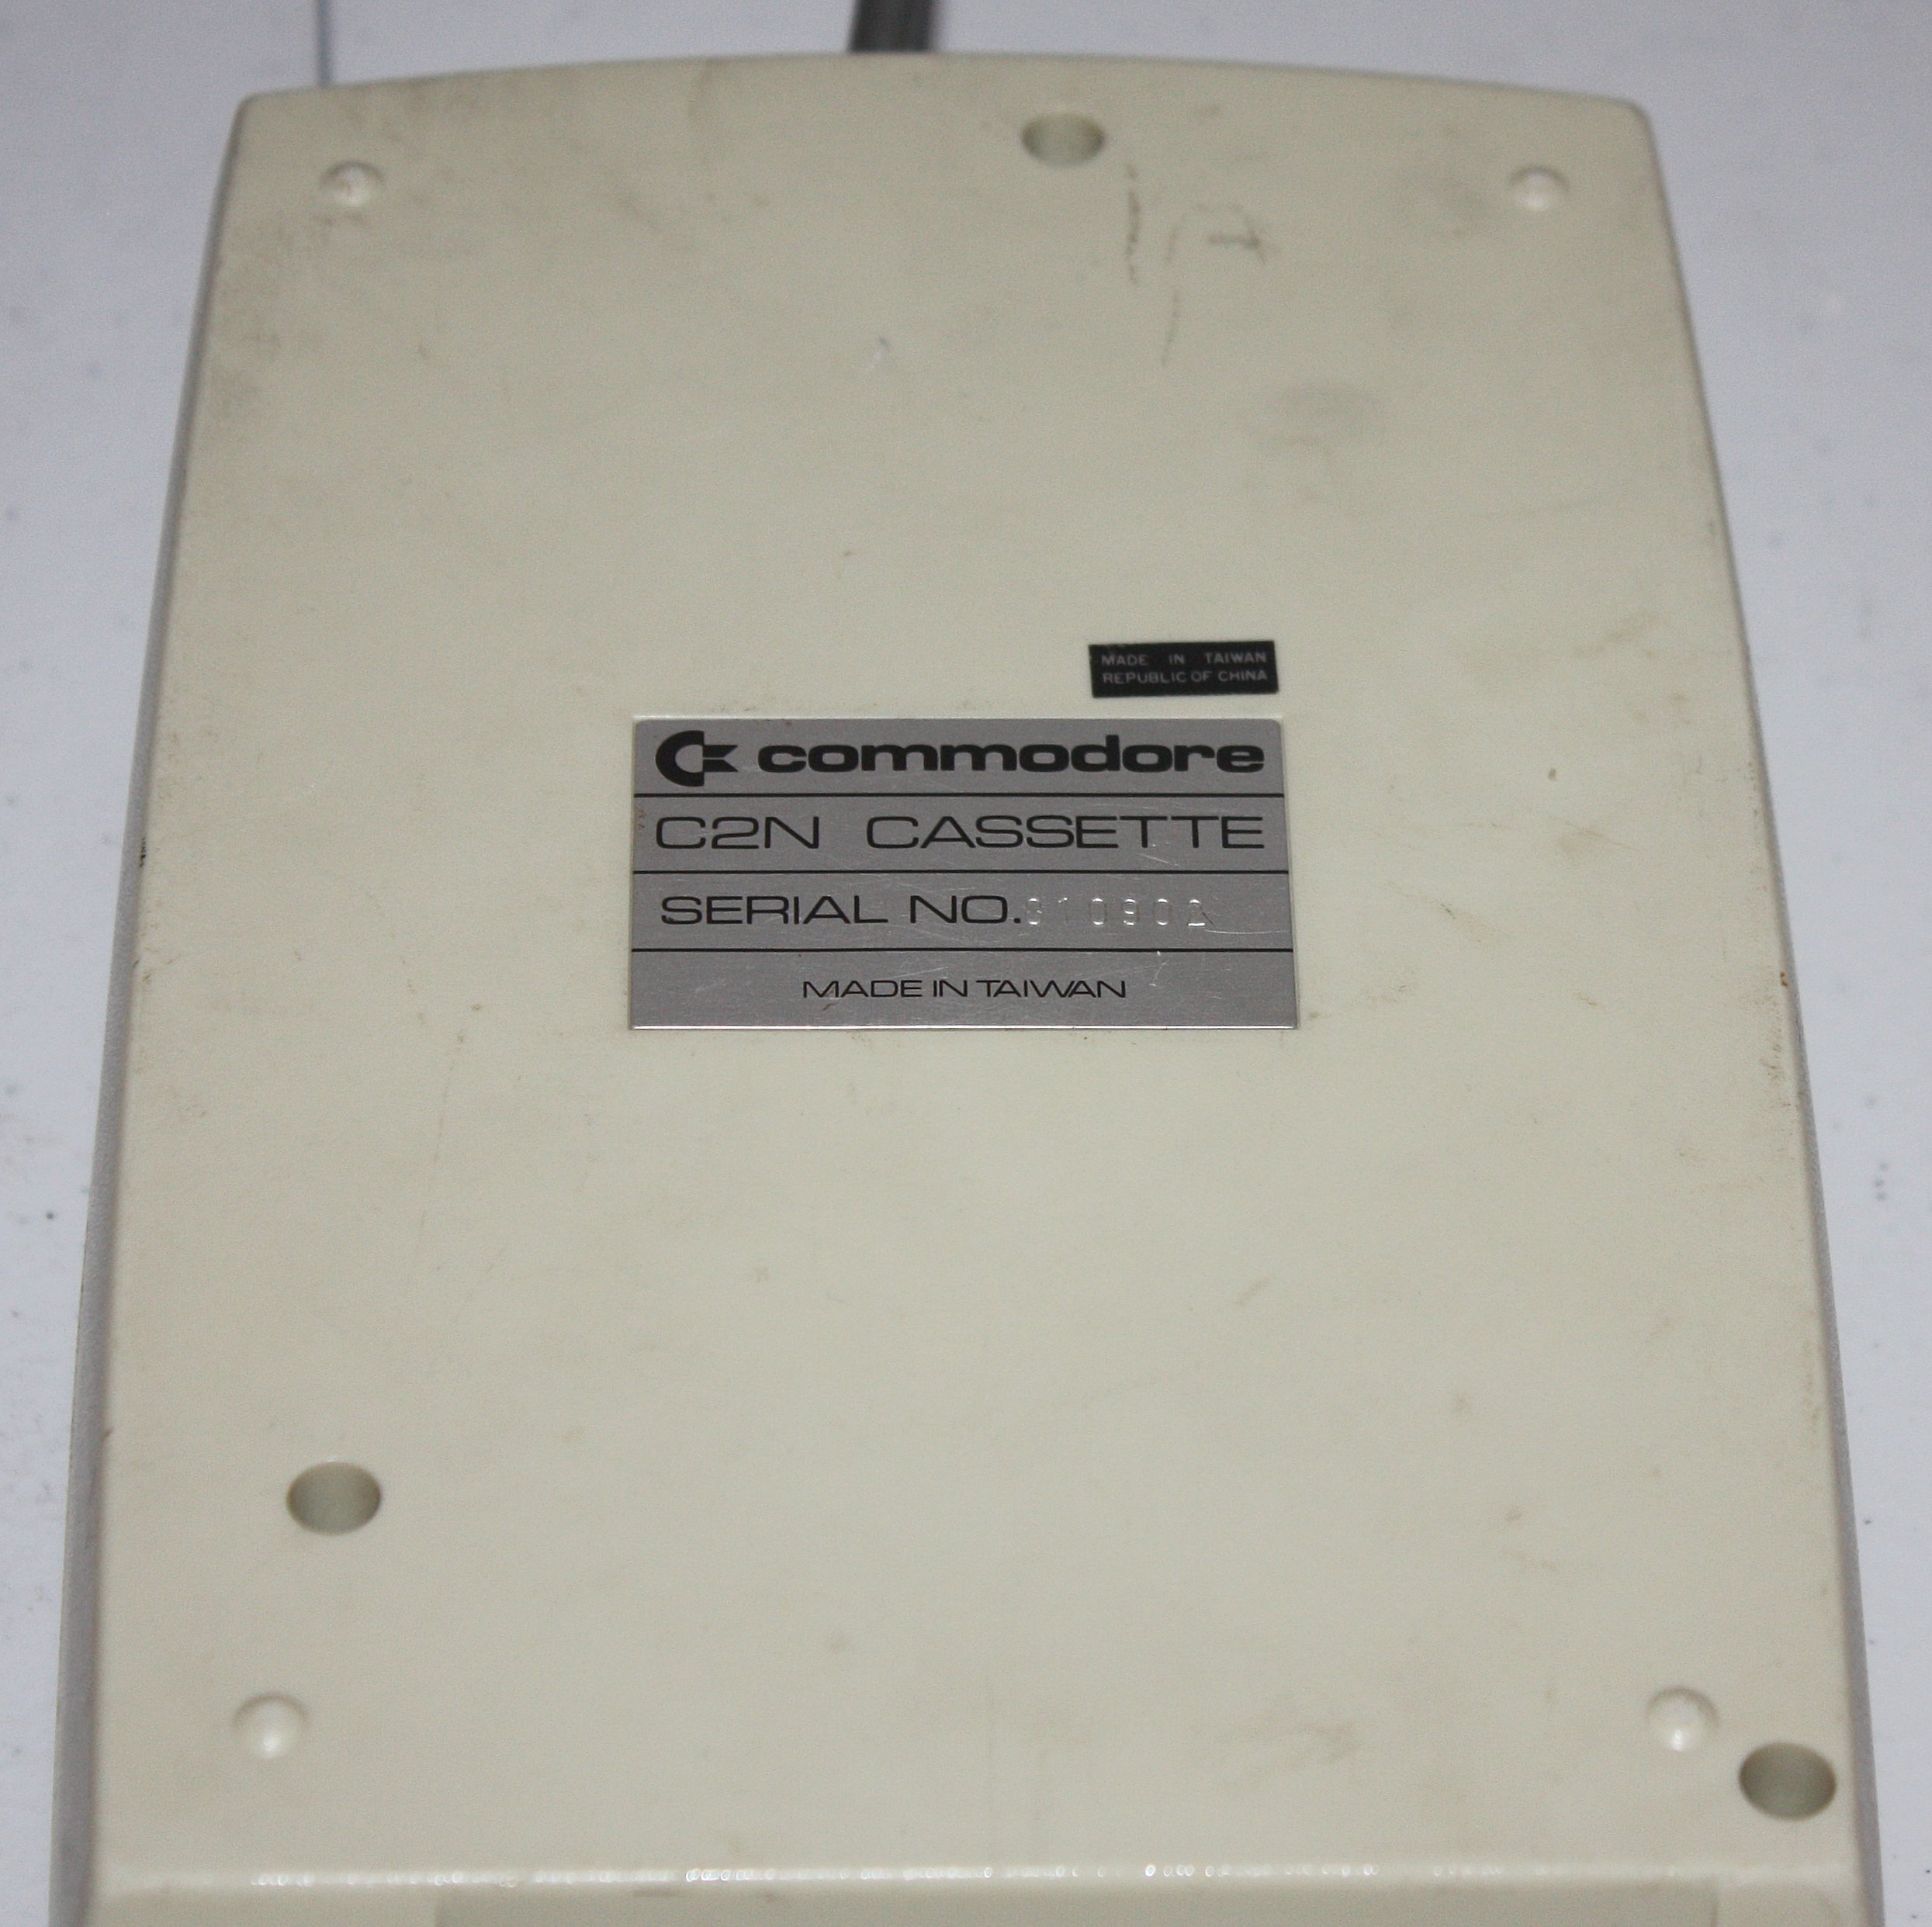 MADE IN TAIWAN
REPUBLIC OF CHINA
commodore
C2N CASSETTE
SERIAL NO.
MADE IN TAIWAN